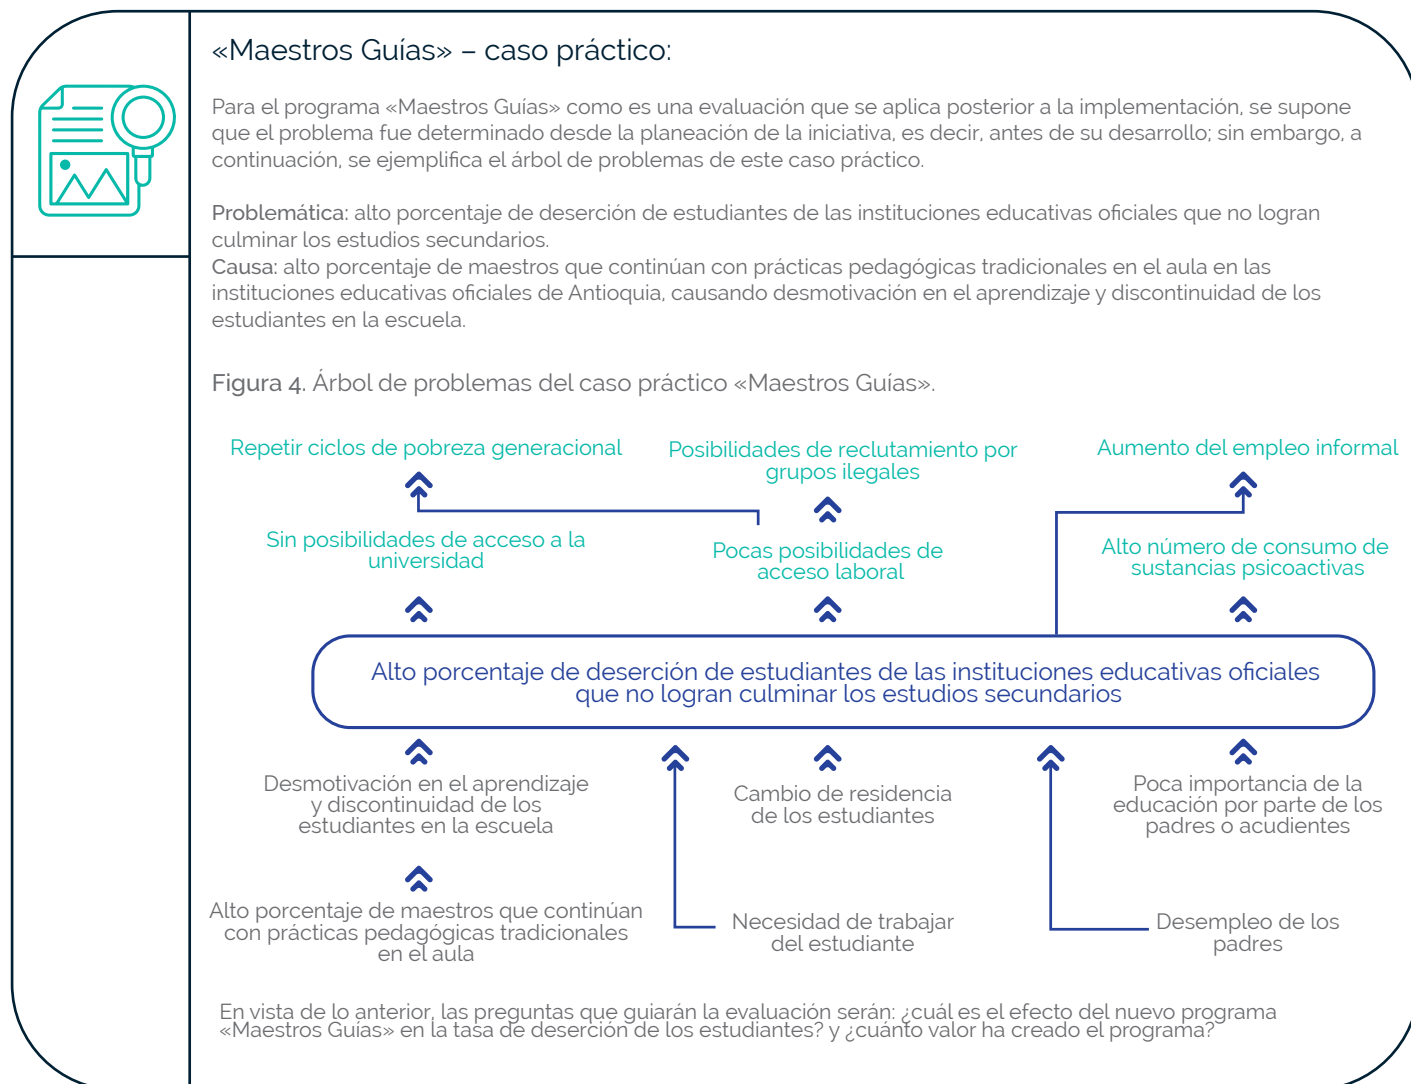 «Maestros Guías» – caso práctico:
Para el programa «Maestros Guías» como es una evaluación que se aplica posterior a la implementación, se supone
que el problema fue determinado desde la planeación de la iniciativa, es decir, antes de su desarrollo; sin embargo, a
continuación, se ejemplifica el árbol de problemas de este caso práctico.
Problemática: alto porcentaje de deserción de estudiantes de las instituciones educativas oficiales que no logran
culminar los estudios secundarios.
Causa: alto porcentaje de maestros que continúan con prácticas pedagógicas tradicionales en el aula en las
instituciones educativas oficiales de Antioquia, causando desmotivación en el aprendizaje y discontinuidad de los
estudiantes en la escuela.
Figura 4. Árbol de problemas del caso práctico «Maestros Guías».
Repetir ciclos de pobreza generacional
Posibilidades de reclutamiento por
grupos ilegales
Aumento del empleo informal
Sin posibilidades de acceso a la
universidad
Pocas posibilidades de
acceso laboral
Alto número de consumo de
sustancias psicoactivas
Alto porcentaje de deserción de estudiantes de las instituciones educativas oficiales
que no logran culminar los estudios secundarios
Desmotivación en el aprendizaje
y discontinuidad de los
estudiantes en la escuela
Cambio de residencia
de los estudiantes
Poca importancia de la
educación por parte de los
padres o acudientes
Alto porcentaje de maestros que continúan
con prácticas pedagógicas tradicionales
en el aula
Necesidad de trabajar
del estudiante
Desempleo de los
padres
En vista de lo anterior, las preguntas que guiarán la evaluación serán: ¿cuál es el efecto del nuevo programa
«Maestros Guías» en la tasa de deserción de los estudiantes? y ¿cuánto valor ha creado el programa?